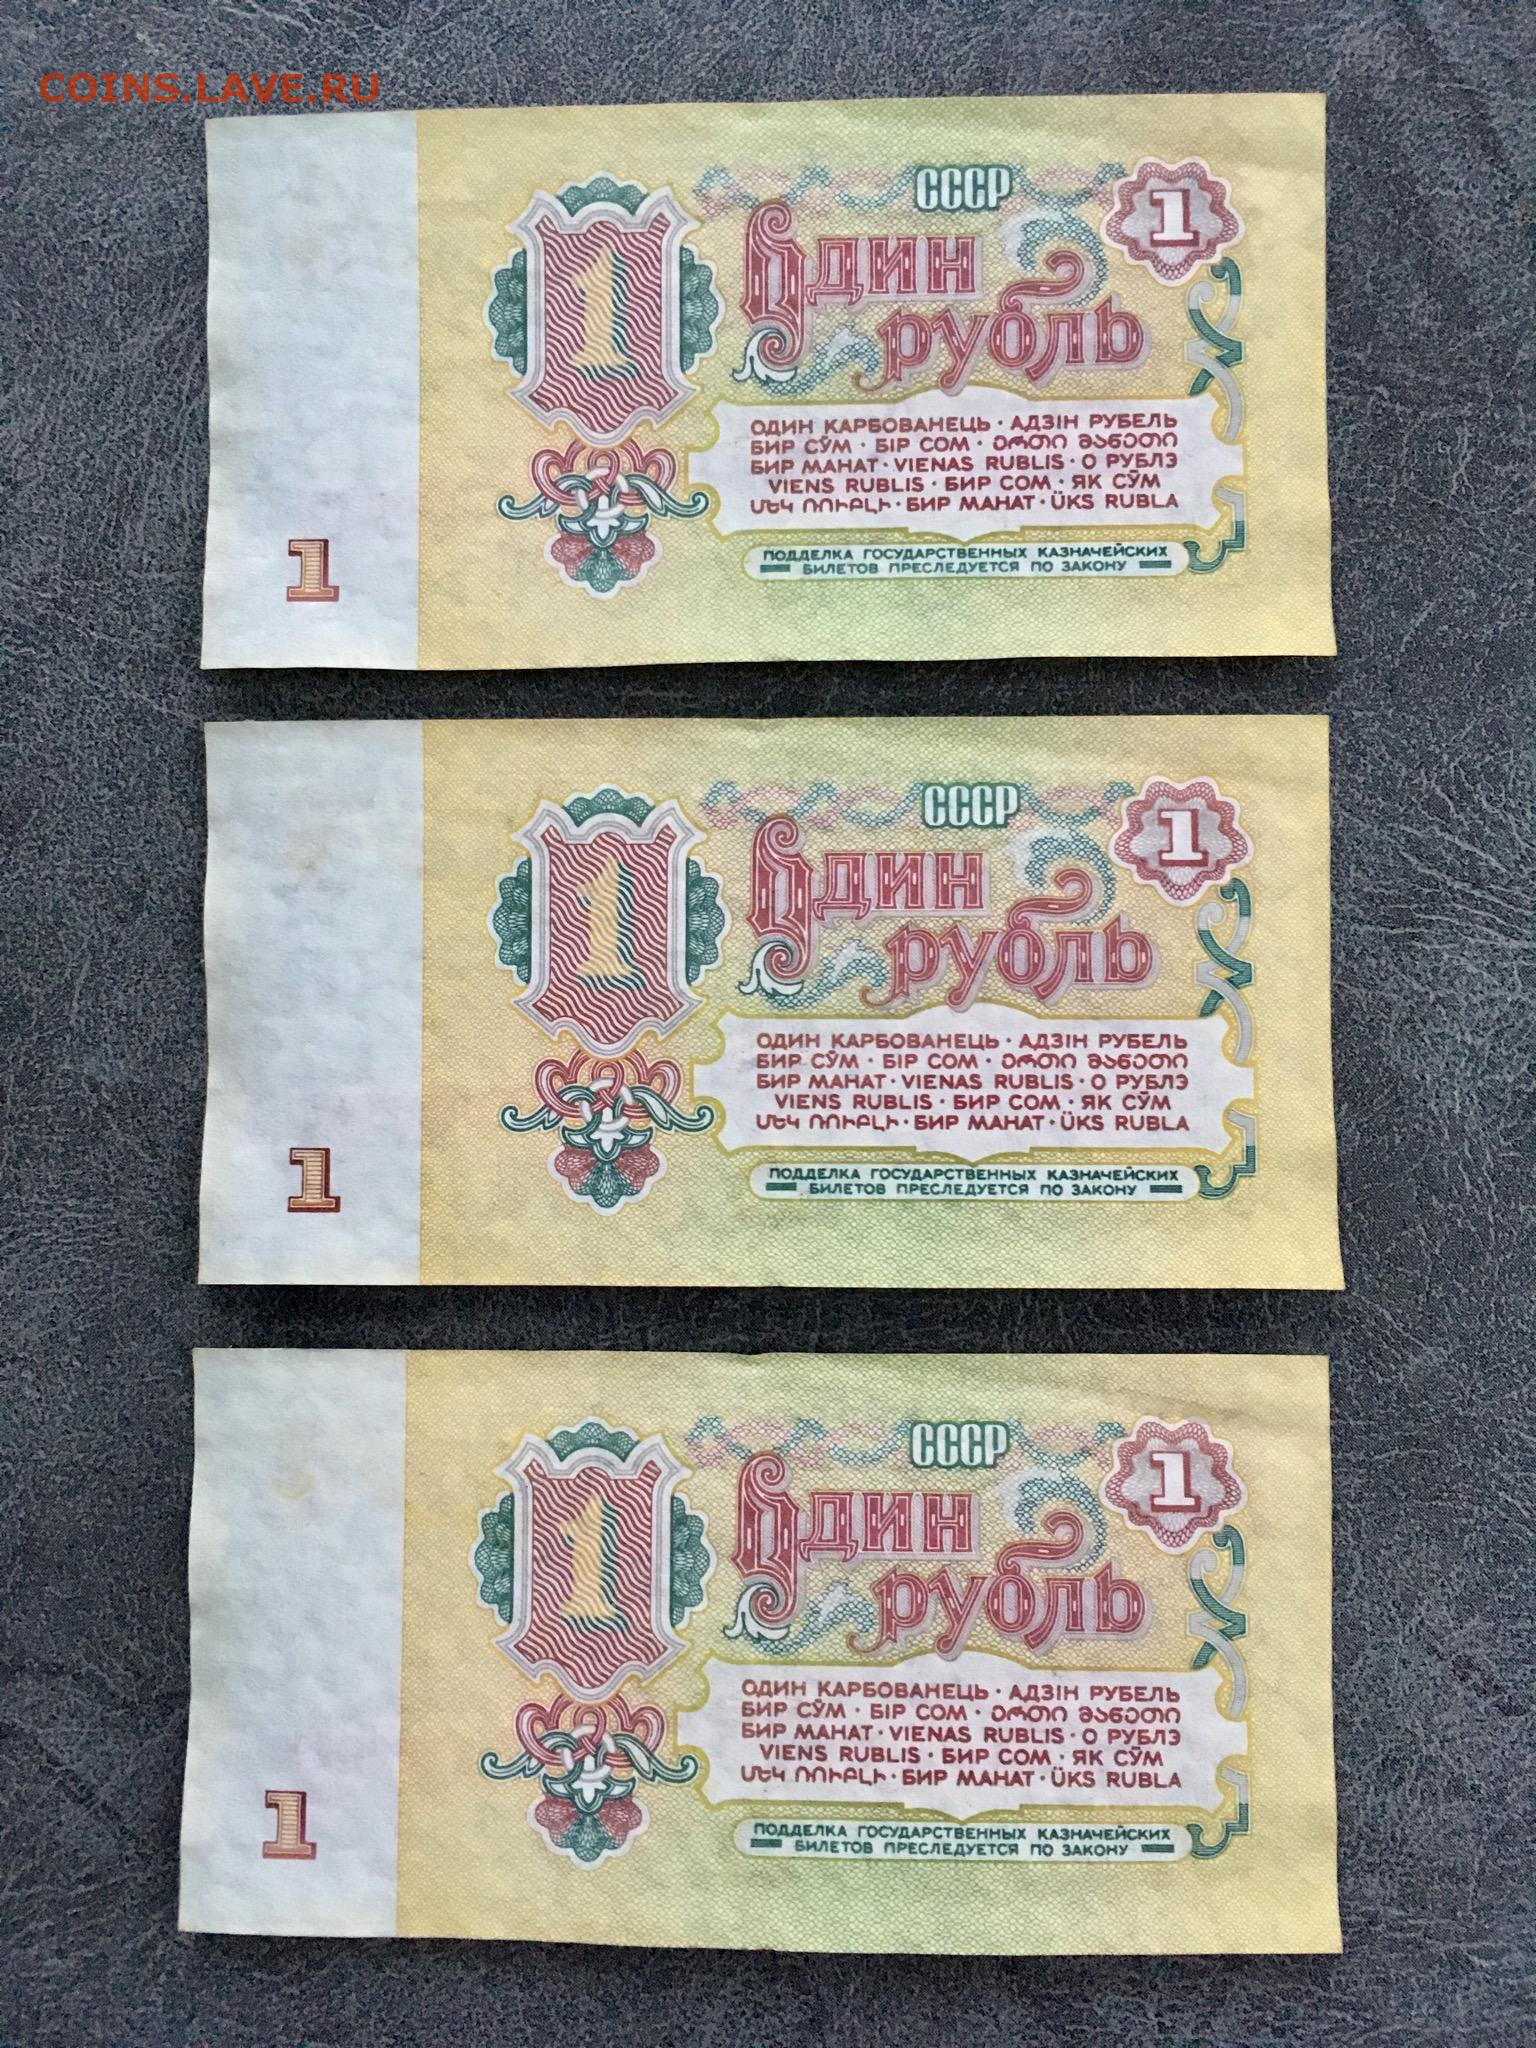 COINS.LAVE.RU
СССР
1
1
Один
рубль
ОДИН КАРБОВАНЕЦЬ · АДЗІН РУБЕЛЬ
БИР СЎМ · БІР СОМ · ᲔᲠᲗᲘ ᲛᲐᲜᲔᲗᲘ
БИР МАНАТ · VIENAS RUBLIS · О РУБЛЭ
VIENS RUBLIS · БИР СОМ · ЯК СӮМ
ՄԵԿ ՌՈՒԲԼԻ · БИР МАНАТ · ÜKS RUBLA
ПОДДЕЛКА ГОСУДАРСТВЕННЫХ КАЗНАЧЕЙСКИХ
БИЛЕТОВ ПРЕСЛЕДУЕТСЯ ПО ЗАКОНУ
1
СССР
1
1
Один
рубль
ОДИН КАРБОВАНЕЦЬ · АДЗІН РУБЕЛЬ
БИР СЎМ · БІР СОМ · ᲔᲠᲗᲘ ᲛᲐᲜᲔᲗᲘ
БИР МАНАТ · VIENAS RUBLIS · О РУБЛЭ
VIENS RUBLIS · БИР СОМ · ЯК СӮМ
ՄԵԿ ՌՈՒԲԼԻ · БИР МАНАТ · ÜKS RUBLA
ПОДДЕЛКА ГОСУДАРСТВЕННЫХ КАЗНАЧЕЙСКИХ
БИЛЕТОВ ПРЕСЛЕДУЕТСЯ ПО ЗАКОНУ
1
СССР
1
1
Один
рубль
ОДИН КАРБОВАНЕЦЬ · АДЗІН РУБЕЛЬ
БИР СЎМ · БІР СОМ · ᲔᲠᲗᲘ ᲛᲐᲜᲔᲗᲘ
БИР МАНАТ · VIENAS RUBLIS · О РУБЛЭ
VIENS RUBLIS · БИР СОМ · ЯК СӮМ
ՄԵԿ ՌՈՒԲԼԻ · БИР МАНАТ · ÜKS RUBLA
ПОДДЕЛКА ГОСУДАРСТВЕННЫХ КАЗНАЧЕЙСКИХ
БИЛЕТОВ ПРЕСЛЕДУЕТСЯ ПО ЗАКОНУ
1